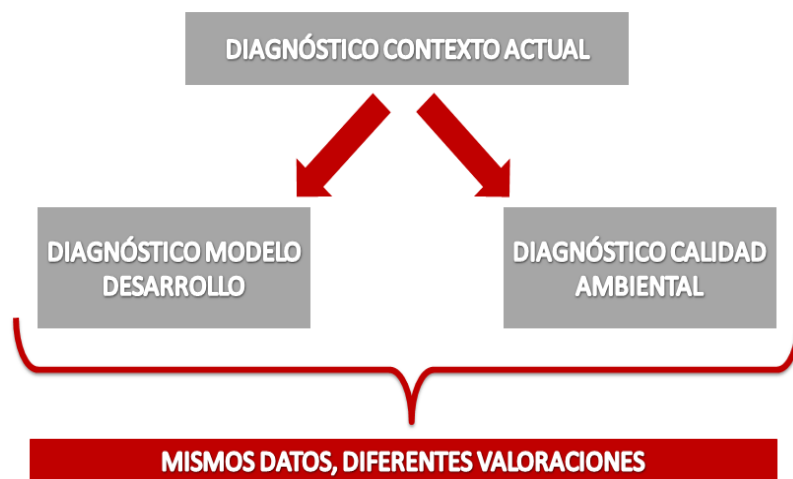 DIAGNÓSTICO CONTEXTO ACTUAL
DIAGNÓSTICO MODELO
DESARROLLO
DIAGNÓSTICO CALIDAD
AMBIENTAL
MISMOS DATOS, DIFERENTES VALORACIONES